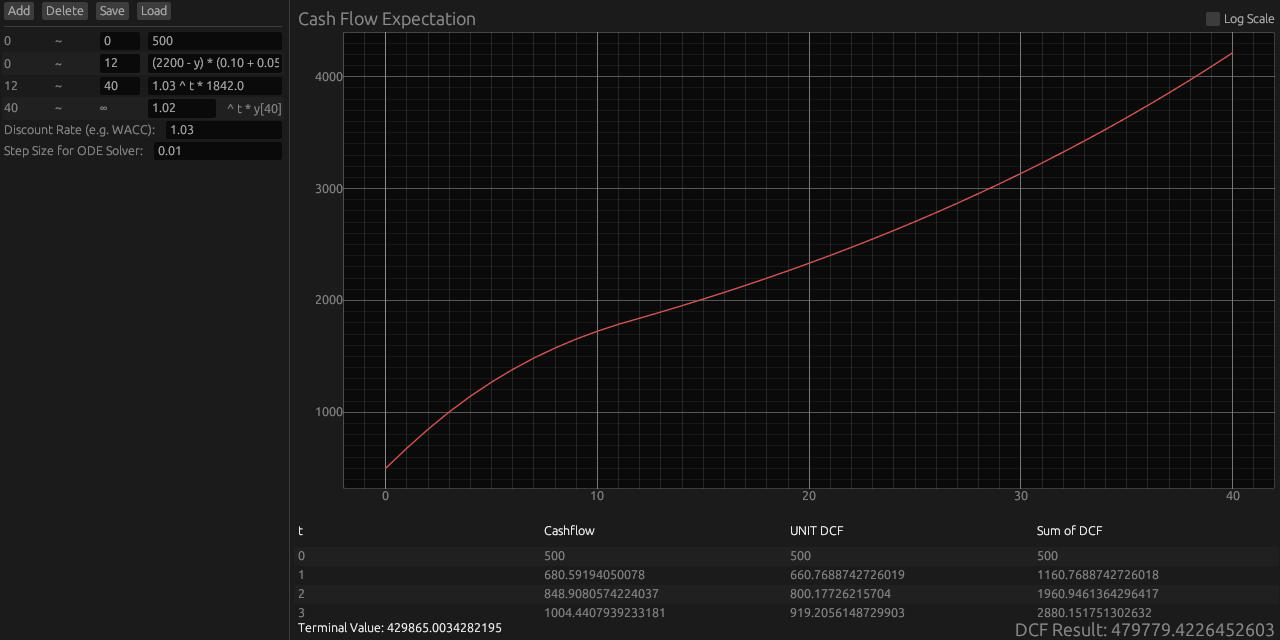 Add Delete Save Load
0 ~ 0 500
0 ~ 12 (2200 - y) * (0.10 + 0.05
12 ~ 40 1.03 ^ t * 1842.0
40 ~ ∞ 1.02 ^ t * y[40]
Discount Rate (e.g. WACC): 1.03
Step Size for ODE Solver: 0.01
Cash Flow Expectation
Log Scale
4000
3000
2000
1000
0 10 20 30 40
t Cashflow UNIT DCF Sum of DCF
0 500 500 500
1 680.59194050078 660.7688742726019 1160.7688742726018
2 848.9080574224037 800.17726215704 1960.9461364296417
3 1004.4407939233181 919.2056148729903 2880.151751302632
Terminal Value: 429865.0034282195
DCF Result: 479779.4226452603